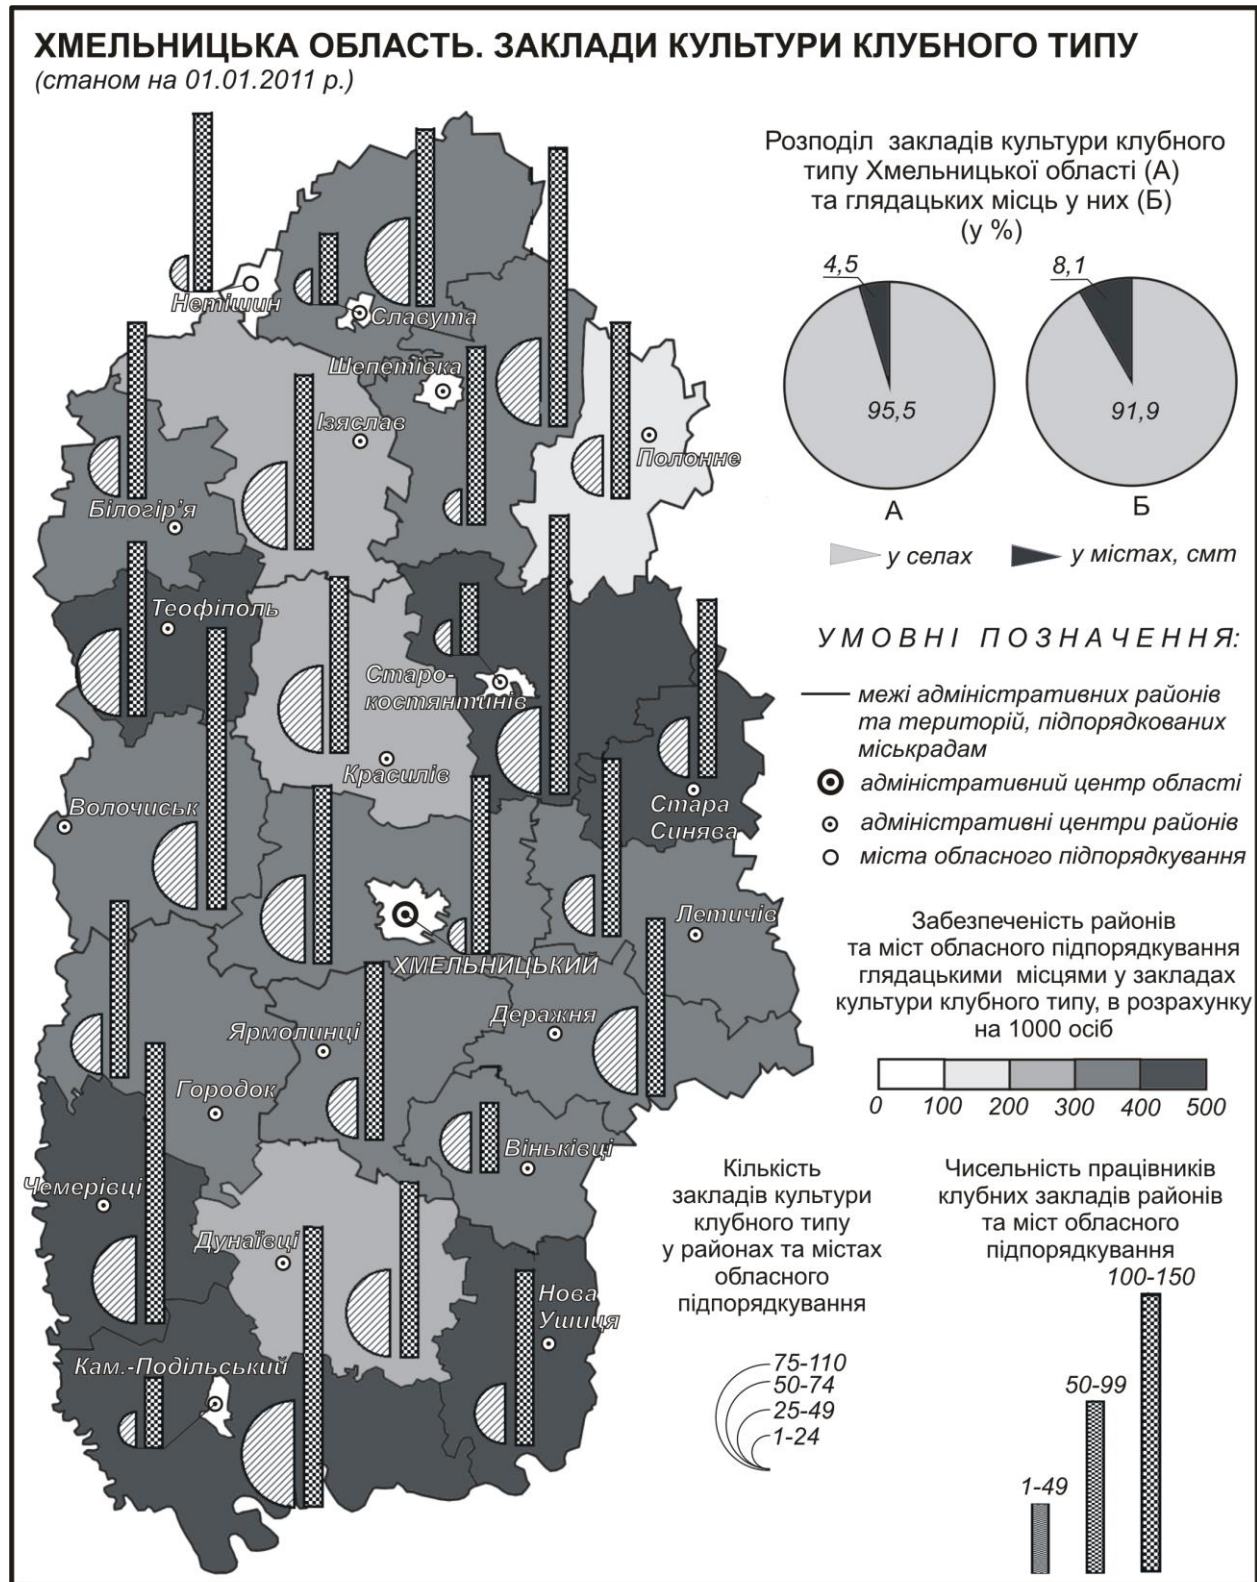 ХМЕЛЬНИЦЬКА ОБЛАСТЬ. ЗАКЛАДИ КУЛЬТУРИ КЛУБНОГО ТИПУ
(станом на 01.01.2011 р.)
Розподіл закладів культури клубного
типу Хмельницької області (А)
та глядацьких місць у них (Б)
(у %)
4,5
8,1
95,5
91,9
А
Б
у селах
у містах, смт
УМОВНІ ПОЗНАЧЕННЯ:
межі адміністративних районів
та територій, підпорядкованих
міськрадам
адміністративний центр області
адміністративні центри районів
міста обласного підпорядкування
Забезпеченість районів
та міст обласного підпорядкування
глядацькими місцями у закладах
культури клубного типу, в розрахунку
на 1000 осіб
0 100 200 300 400 500
Кількість
закладів культури
клубного типу
у районах та містах
обласного
підпорядкування
75-110
50-74
25-49
1-24
Чисельність працівників
клубних закладів районів
та міст обласного
підпорядкування
100-150
50-99
1-49
Нетішин
Славута
Шепетівка
Ізяслав
Полонне
Білогір'я
Теофіполь
Старо-
костянтинів
Красилів
Стара
Синява
Волочиськ
Летичів
ХМЕЛЬНИЦЬКИЙ
Деражня
Ярмолинці
Городок
Віньківці
Чемерівці
Дунаївці
Нова
Ушиця
Кам.-Подільський